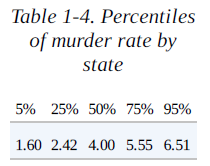 Table 1-4. Percentiles
of murder rate by
state
5% 25% 50% 75% 95%
1.60 2.42 4.00 5.55 6.51